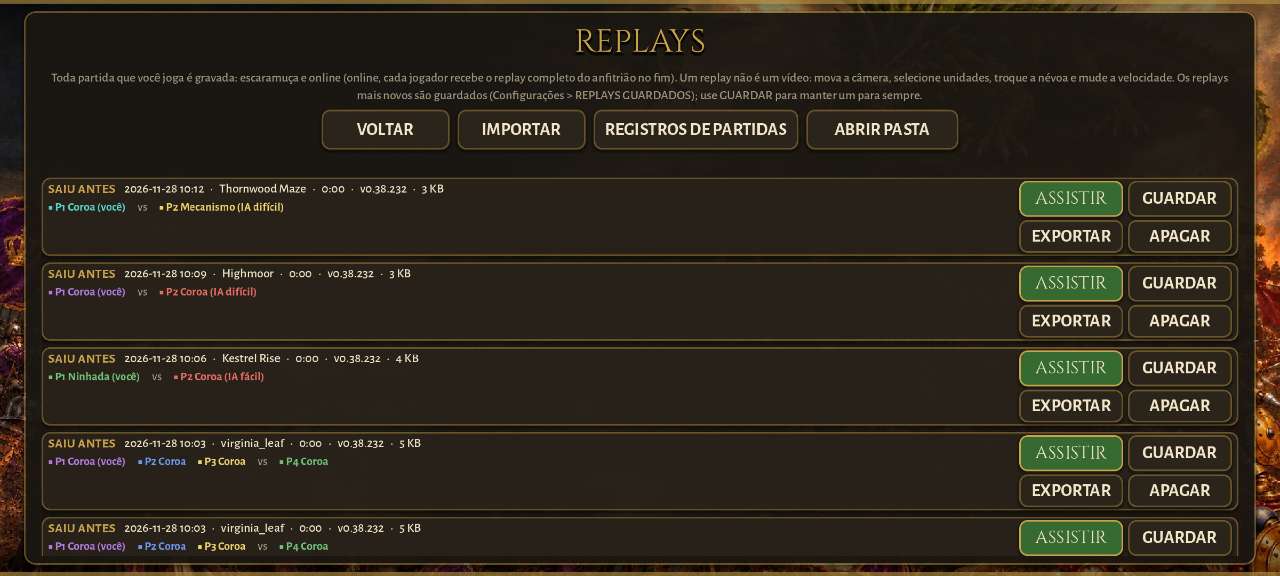 REPLAYS
Toda partida que você joga é gravada: escaramuça e online (online, cada jogador recebe o replay completo do anfitrião no fim). Um replay não é um vídeo: mova a câmera, selecione unidades, troque a névoa e mude a velocidade. Os replays
mais novos são guardados (Configurações > REPLAYS GUARDADOS); use GUARDAR para manter um para sempre.
VOLTAR IMPORTAR REGISTROS DE PARTIDAS ABRIR PASTA
SAIU ANTES 2026-11-28 10:12 · Thornwood Maze · 0:00 · v0.38.232 · 3 KB
P1 Coroa (você) vs P2 Mecanismo (IA difícil)
ASSISTIR GUARDAR
EXPORTAR APAGAR
SAIU ANTES 2026-11-28 10:09 · Highmoor · 0:00 · v0.38.232 · 3 KB
P1 Coroa (você) vs P2 Coroa (IA difícil)
ASSISTIR GUARDAR
EXPORTAR APAGAR
SAIU ANTES 2026-11-28 10:06 · Kestrel Rise · 0:00 · v0.38.232 · 4 KB
P1 Ninhada (você) vs P2 Coroa (IA fácil)
ASSISTIR GUARDAR
EXPORTAR APAGAR
SAIU ANTES 2026-11-28 10:03 · virginia_leaf · 0:00 · v0.38.232 · 5 KB
P1 Coroa (você) P2 Coroa P3 Coroa vs P4 Coroa
ASSISTIR GUARDAR
EXPORTAR APAGAR
SAIU ANTES 2026-11-28 10:03 · virginia_leaf · 0:00 · v0.38.232 · 5 KB
P1 Coroa (você) P2 Coroa P3 Coroa vs P4 Coroa
ASSISTIR GUARDAR